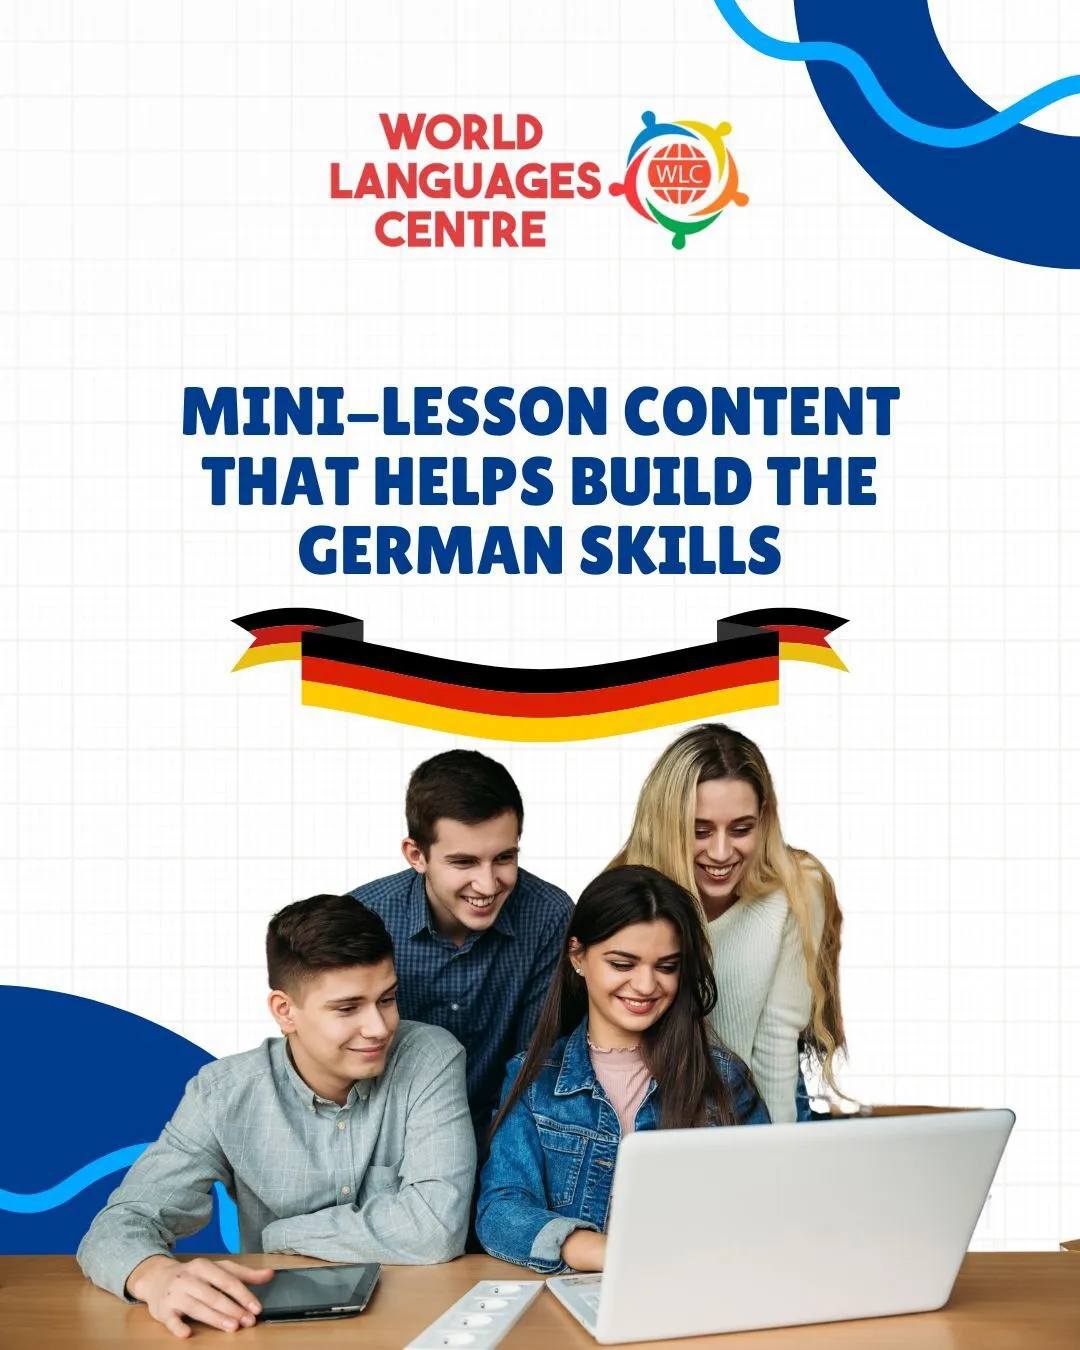 WORLD
LANGUAGES
CENTRE
WLC
MINI-LESSON CONTENT
THAT HELPS BUILD THE
GERMAN SKILLS